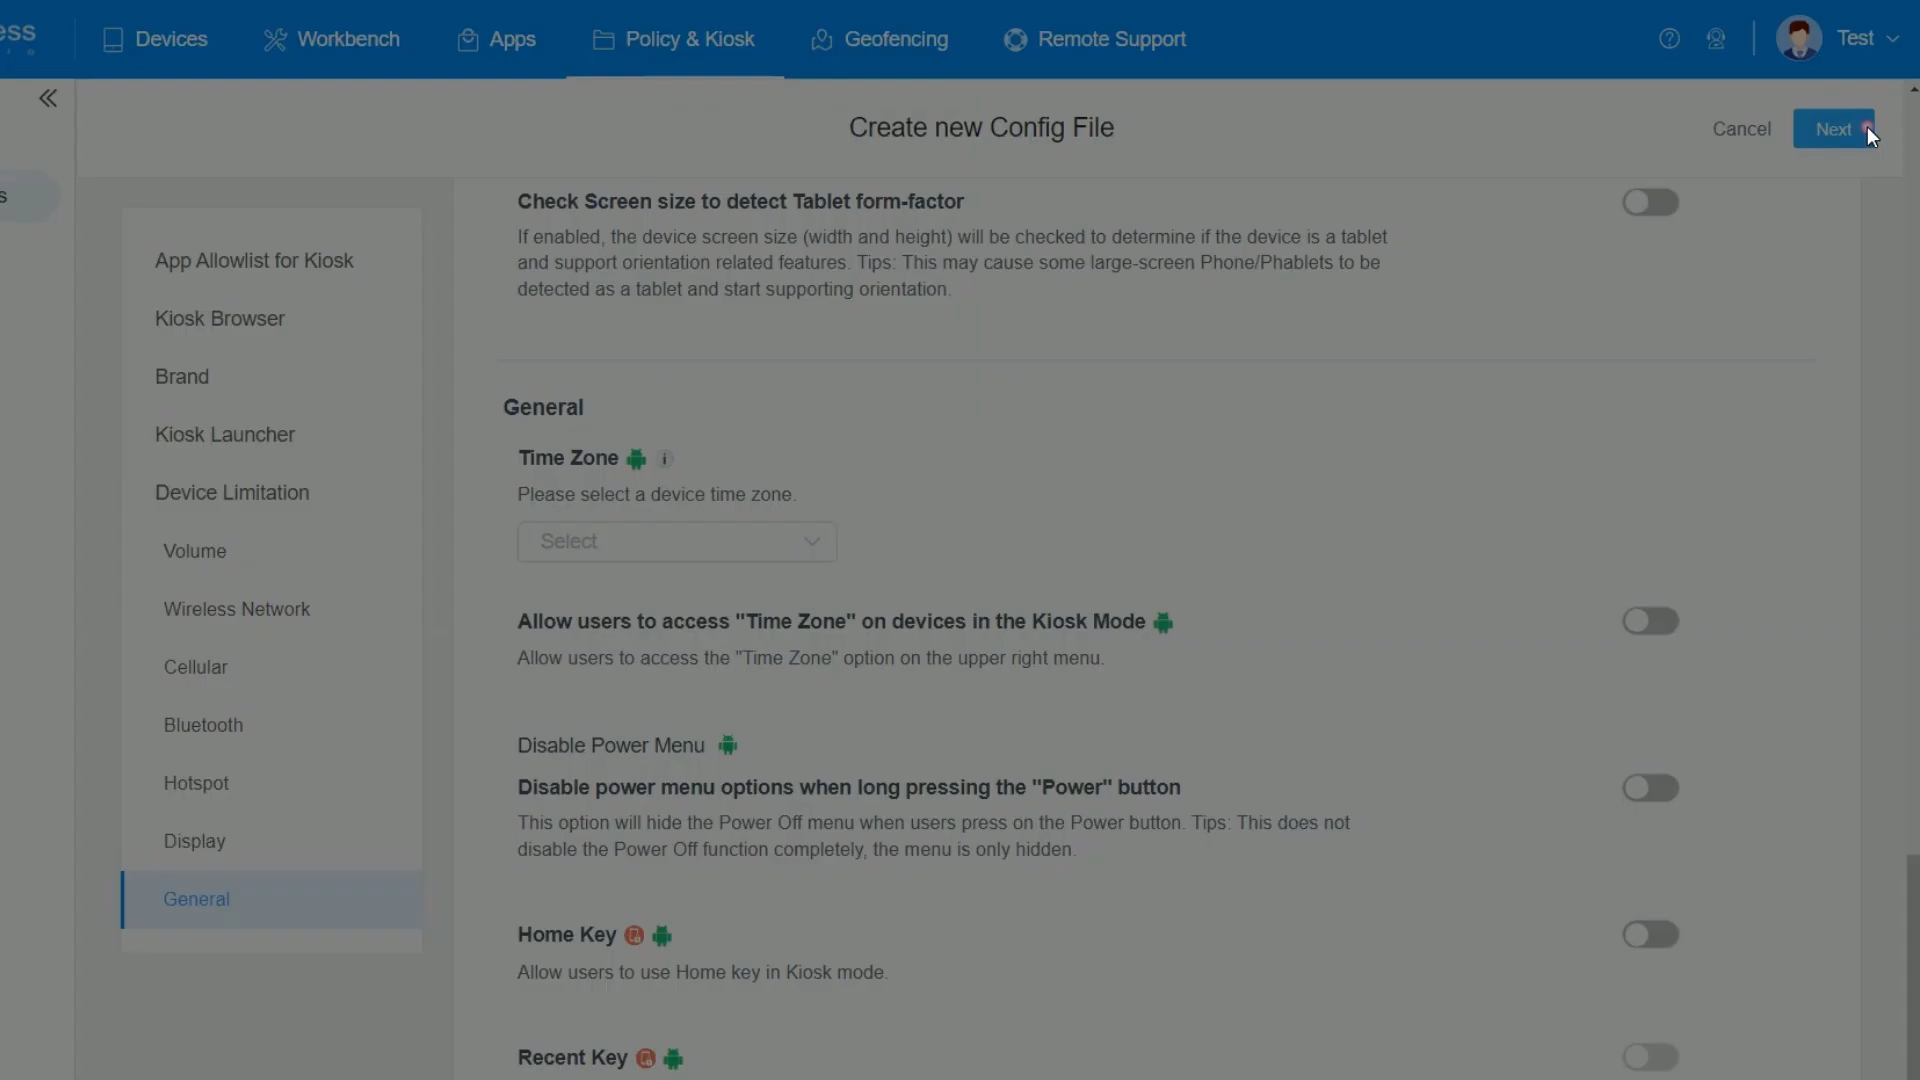 ess
Devices
Workbench
Apps
Policy & Kiosk
Geofencing
Remote Support
Test
Create new Config File
Cancel
Next
s
App Allowlist for Kiosk
Kiosk Browser
Brand
Kiosk Launcher
Device Limitation
Volume
Wireless Network
Cellular
Bluetooth
Hotspot
Display
General
Check Screen size to detect Tablet form-factor
If enabled, the device screen size (width and height) will be checked to determine if the device is a tablet
and support orientation related features. Tips: This may cause some large-screen Phone/Phablets to be
detected as a tablet and start supporting orientation.
General
Time Zone
Please select a device time zone.
Select
Allow users to access "Time Zone" on devices in the Kiosk Mode
Allow users to access the "Time Zone" option on the upper right menu.
Disable Power Menu
Disable power menu options when long pressing the "Power" button
This option will hide the Power Off menu when users press on the Power button. Tips: This does not
disable the Power Off function completely, the menu is only hidden.
Home Key
Allow users to use Home key in Kiosk mode.
Recent Key